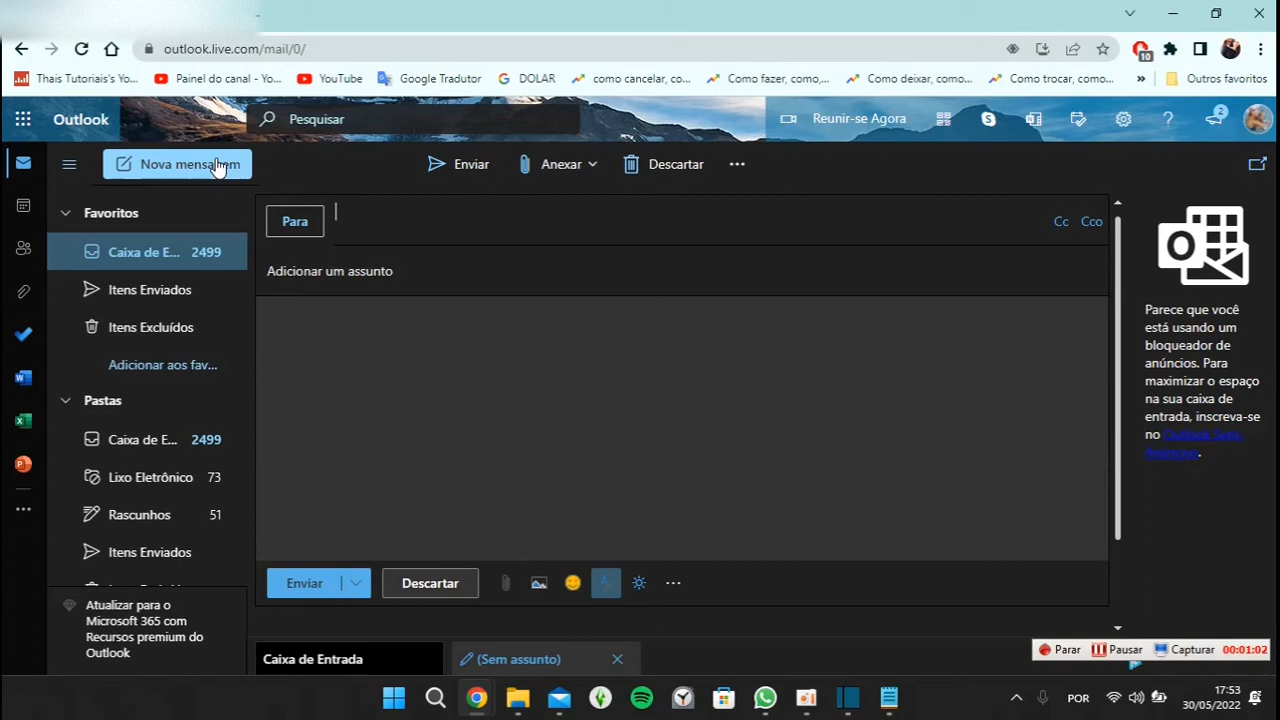 outlook.live.com/mail/0/
10
Thais Tutoriais's Yo...
Painel do canal - Yo...
YouTube
Google Tradutor
DOLAR
como cancelar, co...
Como fazer, como,...
Como deixar, como...
Como trocar, como...
»
Outros favoritos
Outlook
Pesquisar
Reunir-se Agora
2
Nova mensagem
Enviar
Anexar
Descartar
Favoritos
Caixa de E... 2499
Itens Enviados
Itens Excluídos
Adicionar aos fav...
Pastas
Caixa de E... 2499
Lixo Eletrônico 73
Rascunhos 51
Itens Enviados
Atualizar para o
Microsoft 365 com
Recursos premium do
Outlook
Para
Cc
Cco
Adicionar um assunto
Enviar
Descartar
Caixa de Entrada
(Sem assunto)
Parece que você
está usando um
bloqueador de
anúncios. Para
maximizar o espaço
na sua caixa de
entrada, inscreva-se
no Outlook Sem
Anúncios.
Parar
Pausar
Capturar
00:01:02
POR
17:53
30/05/2022